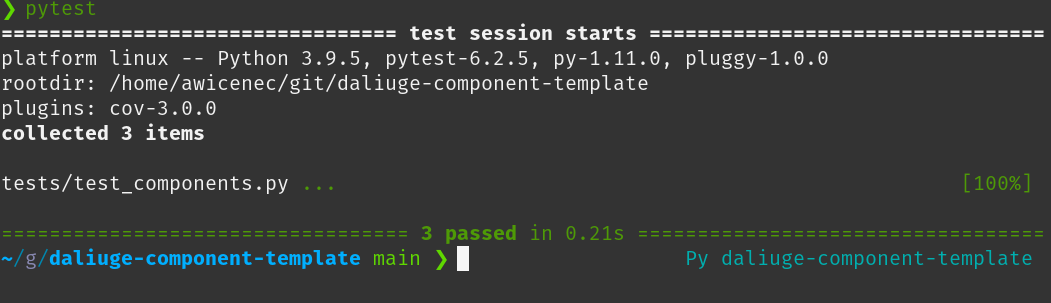 ❯ pytest
================================= test session starts =================================
platform linux -- Python 3.9.5, pytest-6.2.5, py-1.11.0, pluggy-1.0.0
rootdir: /home/awicenec/git/daliuge-component-template
plugins: cov-3.0.0
collected 3 items
tests/test_components.py ... [100%]
================================== 3 passed in 0.21s ==================================
~/g/daliuge-component-template main ❯ Py daliuge-component-template